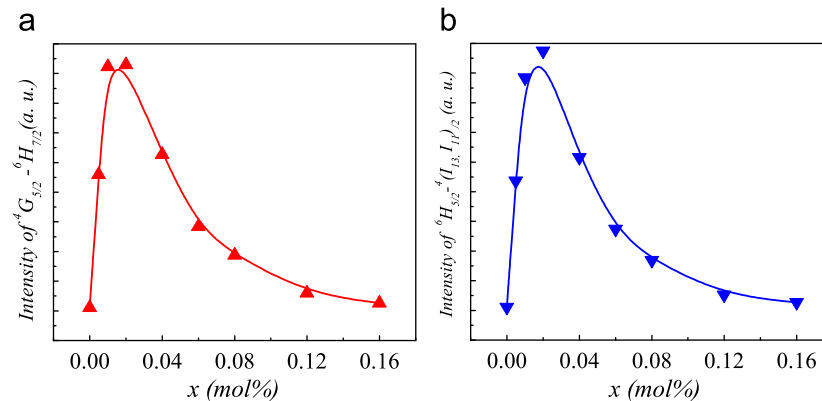 a
Intensity of ⁴G₅/₂ - ⁶H₇/₂(a. u.)
0.00 0.04 0.08 0.12 0.16
x (mol%)
b
Intensity of ⁶H₅/₂-⁴(I₁₃, I₁₁)/₂ (a. u.)
0.00 0.04 0.08 0.12 0.16
x (mol%)